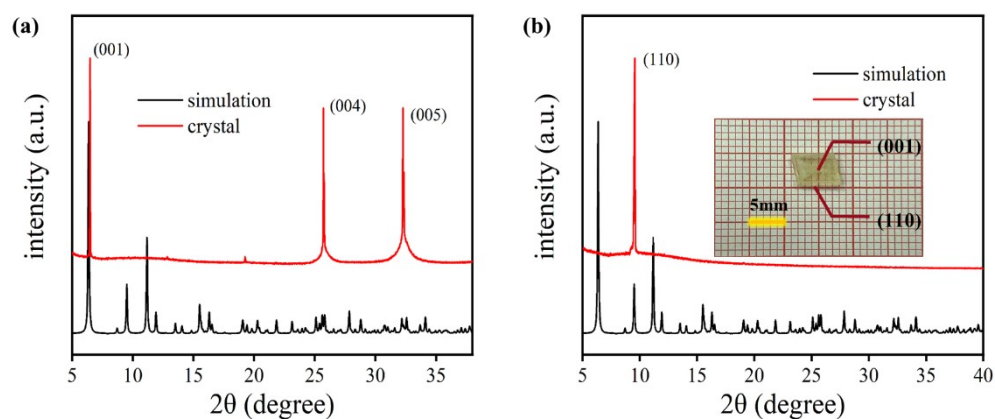 (a)
(001)
simulation
crystal
(004)
(005)
intensity (a.u.)
5 10 15 20 25 30 35
2θ (degree)
(b)
(110)
simulation
crystal
(001)
5mm
(110)
intensity (a.u.)
5 10 15 20 25 30 35 40
2θ (degree)